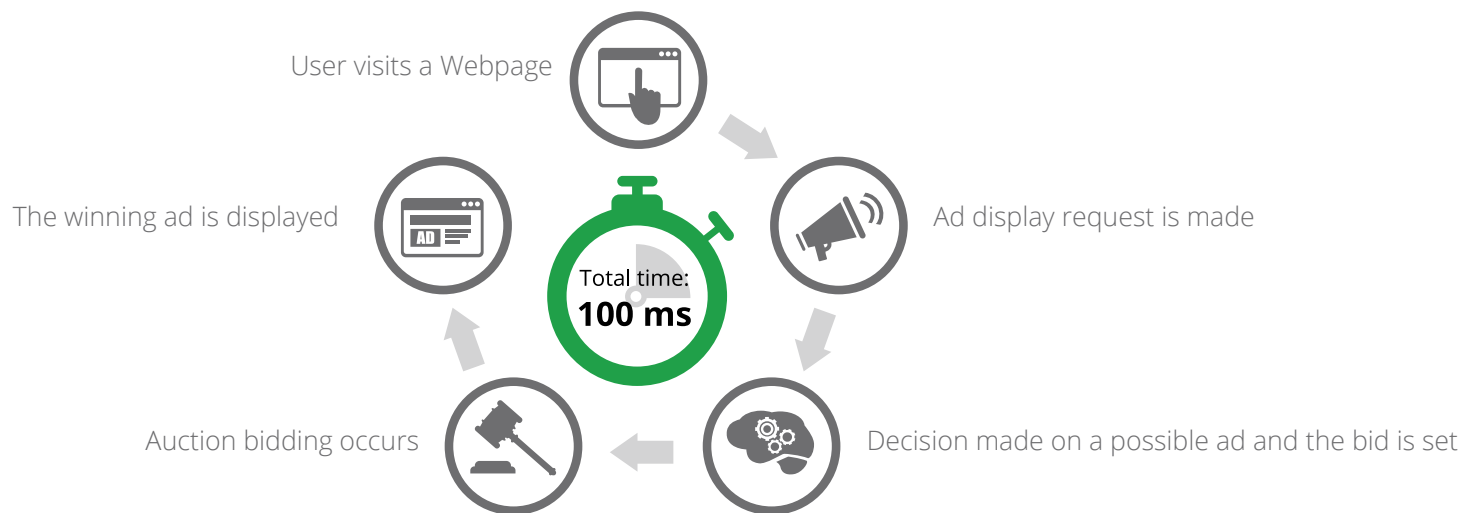 User visits a Webpage
Ad display request is made
Decision made on a possible ad and the bid is set
Auction bidding occurs
The winning ad is displayed
AD
Total time:
100 ms